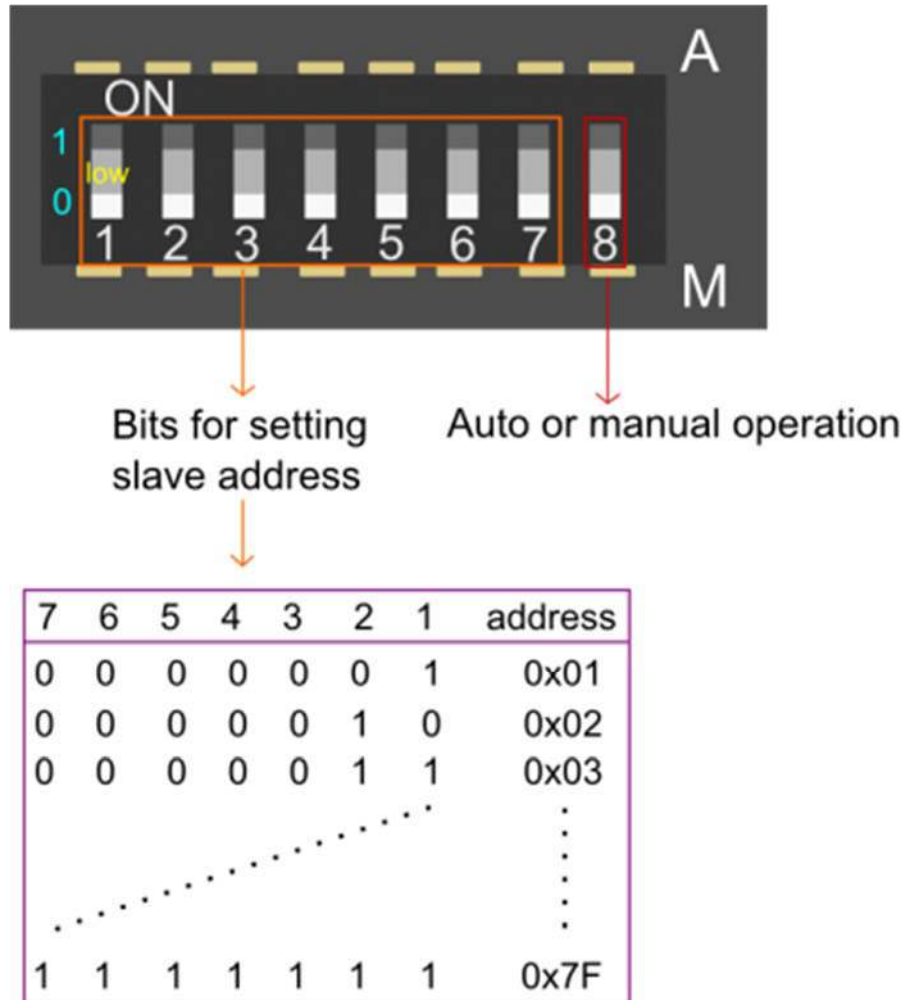 A
ON
1
low
0
1 2 3 4 5 6 7 8
M
Bits for setting
slave address
Auto or manual operation
7 6 5 4 3 2 1 address
0 0 0 0 0 0 1 0x01
0 0 0 0 0 1 0 0x02
0 0 0 0 0 1 1 0x03
1 1 1 1 1 1 1 0x7F